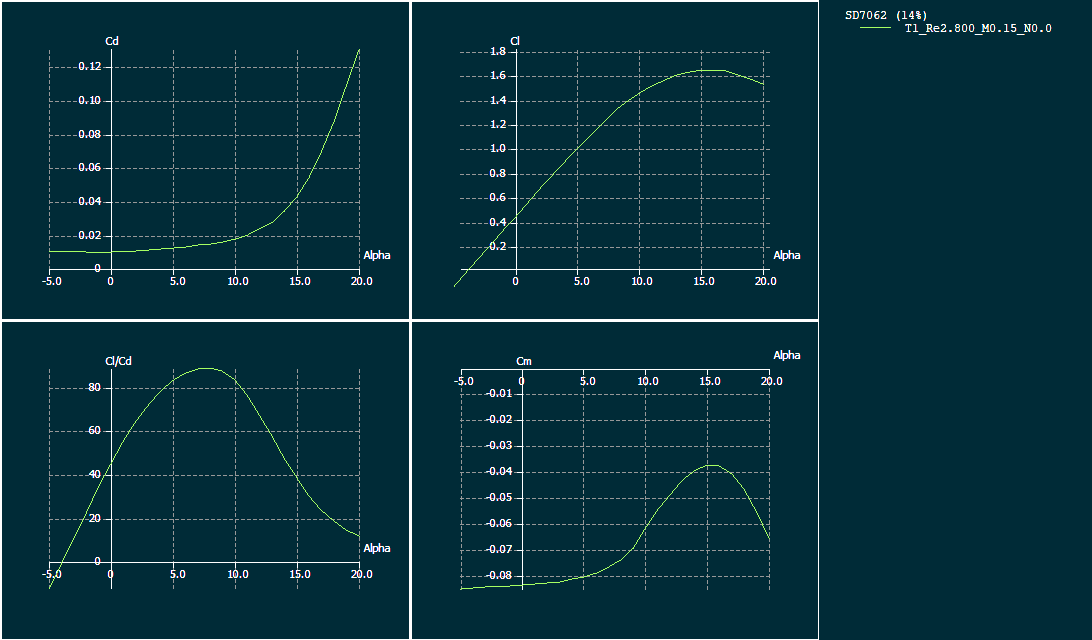 SD7062 (14%)
T1_Re2.800_M0.15_N0.0
Cd
0.12
0.10
0.08
0.06
0.04
0.02
0
Alpha
-5.0 0 5.0 10.0 15.0 20.0
Cl
1.8
1.6
1.4
1.2
1.0
0.8
0.6
0.4
0.2
Alpha
0 5.0 10.0 15.0 20.0
Cl/Cd
80
60
40
20
0
Alpha
-5.0 0 5.0 10.0 15.0 20.0
Alpha
Cm
-5.0 0 5.0 10.0 15.0 20.0
-0.01
-0.02
-0.03
-0.04
-0.05
-0.06
-0.07
-0.08